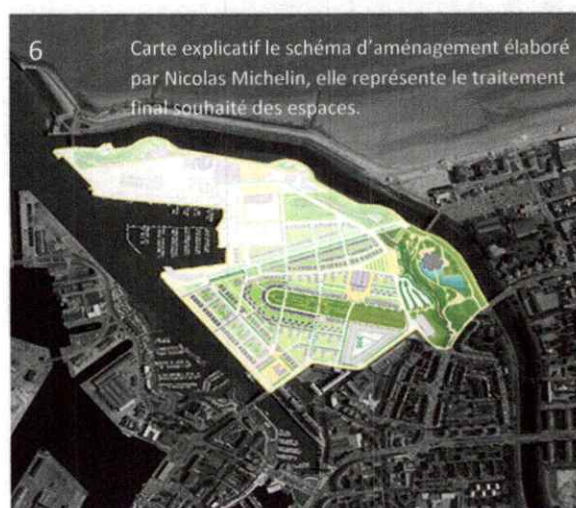 6
Carte explicatif le schéma d'aménagement élaboré
par Nicolas Michelin, elle représente le traitement
final souhaité des espaces.